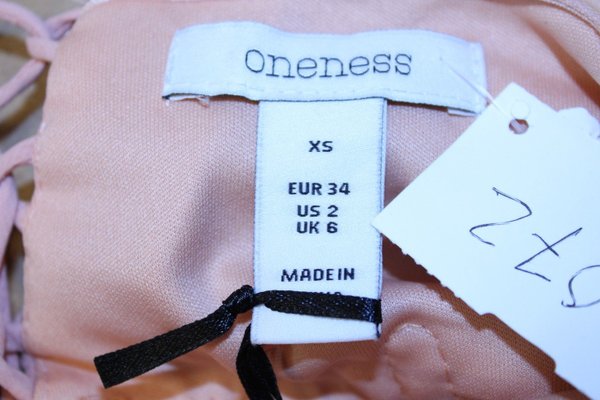 Oneness
XS
EUR 34
US 2
UK 6
MADE IN